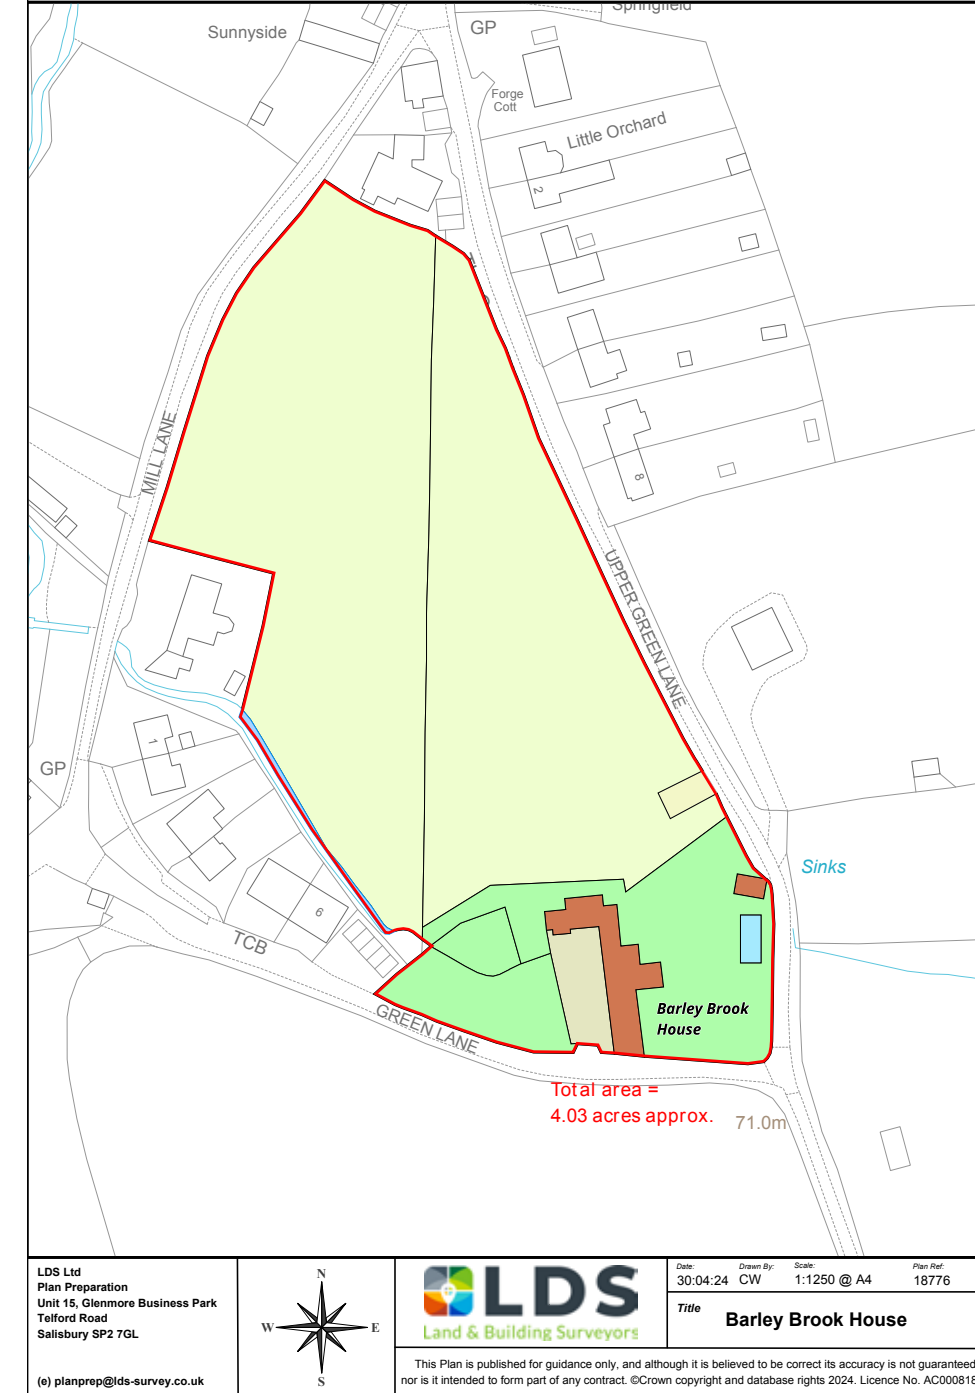 Springfield
Sunnyside
GP
Forge
Cott
Little Orchard
2
8
MILL LANE
UPPER GREEN LANE
1
GP
Sinks
6
TCB
GREEN LANE
Barley Brook
House
Total area =
4.03 acres approx.
71.0m
LDS Ltd
Plan Preparation
Unit 15, Glenmore Business Park
Telford Road
Salisbury SP2 7GL
(e) planprep@lds-survey.co.uk
N
W E
S
LDS
Land & Building Surveyors
Date: Drawn By: Scale: Plan Ref:
30:04:24 CW 1:1250 @ A4 18776
Title
Barley Brook House
This Plan is published for guidance only, and although it is believed to be correct its accuracy is not guaranteed
nor is it intended to form part of any contract. ©Crown copyright and database rights 2024. Licence No. AC000818